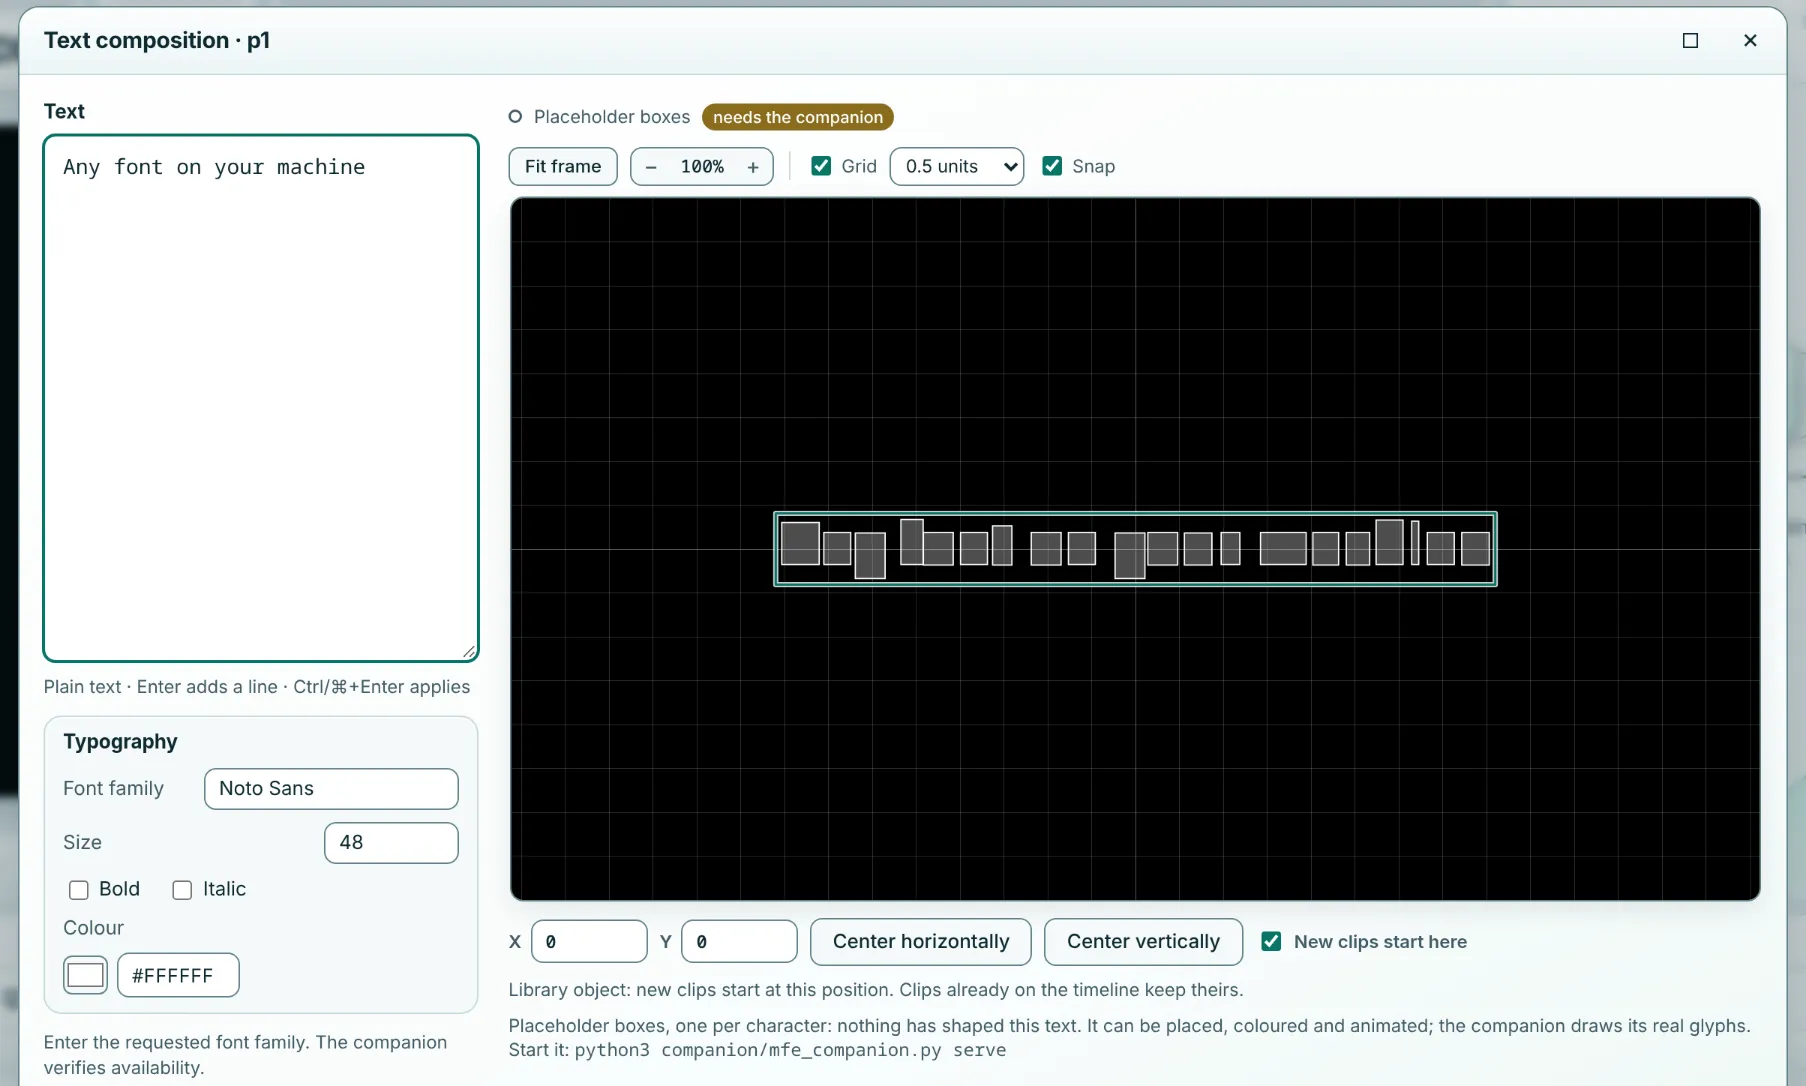 Text composition · p1
Text
Any font on your machine
Plain text · Enter adds a line · Ctrl/⌘+Enter applies
Typography
Font family
Noto Sans
Size
48
Bold
Italic
Colour
#FFFFFF
Enter the requested font family. The companion
verifies availability.
Placeholder boxes
needs the companion
Fit frame
− 100% +
Grid
0.5 units
Snap
X
0
Y
0
Center horizontally
Center vertically
New clips start here
Library object: new clips start at this position. Clips already on the timeline keep theirs.
Placeholder boxes, one per character: nothing has shaped this text. It can be placed, coloured and animated; the companion draws its real glyphs.
Start it: python3 companion/mfe_companion.py serve